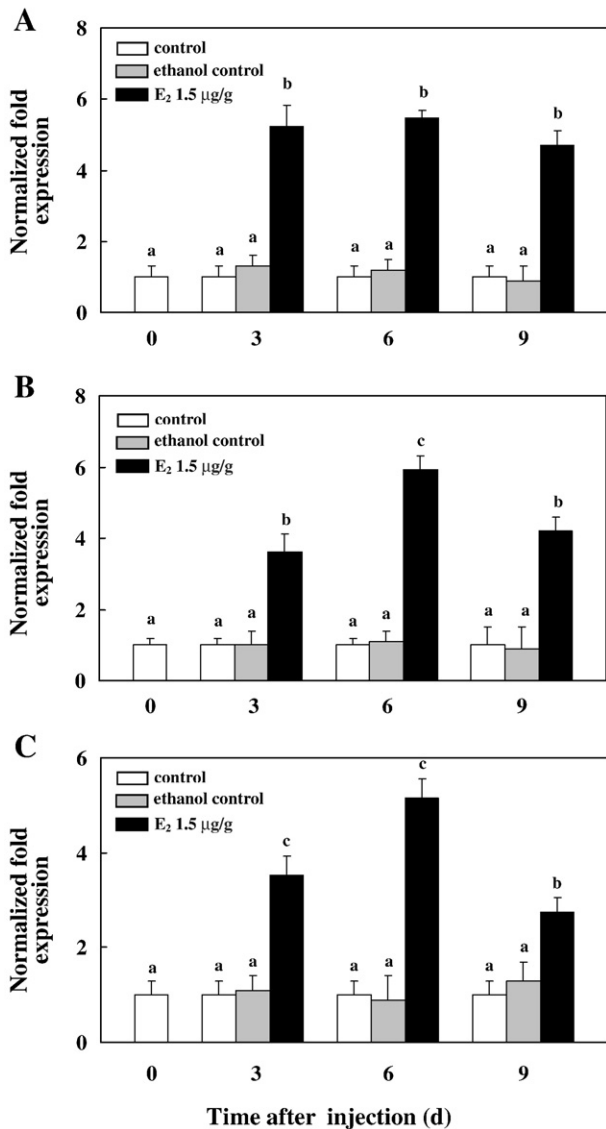 A
8
6
4
2
0
Normalized fold
expression
control
ethanol control
E₂ 1.5 µg/g
a
a
a
b
a
a
b
a
a
b
0
3
6
9
B
8
6
4
2
0
Normalized fold
expression
control
ethanol control
E₂ 1.5 µg/g
a
a
a
b
a
a
c
a
a
b
0
3
6
9
C
6
4
2
0
Normalized fold
expression
control
ethanol control
E₂ 1.5 µg/g
a
a
a
c
a
a
c
a
a
b
0
3
6
9
Time after injection (d)